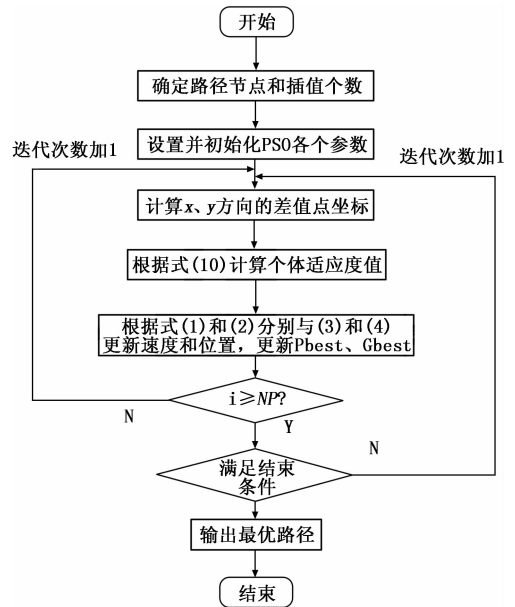 开始
确定路径节点和插值个数
设置并初始化PSO各个参数
迭代次数加1
迭代次数加1
计算x、y方向的差值点坐标
根据式(10)计算个体适应度值
根据式(1)和(2)分别与(3)和(4)
更新速度和位置，更新Pbest、Gbest
i≥NP?
N
Y
满足结束
条件
N
输出最优路径
结束